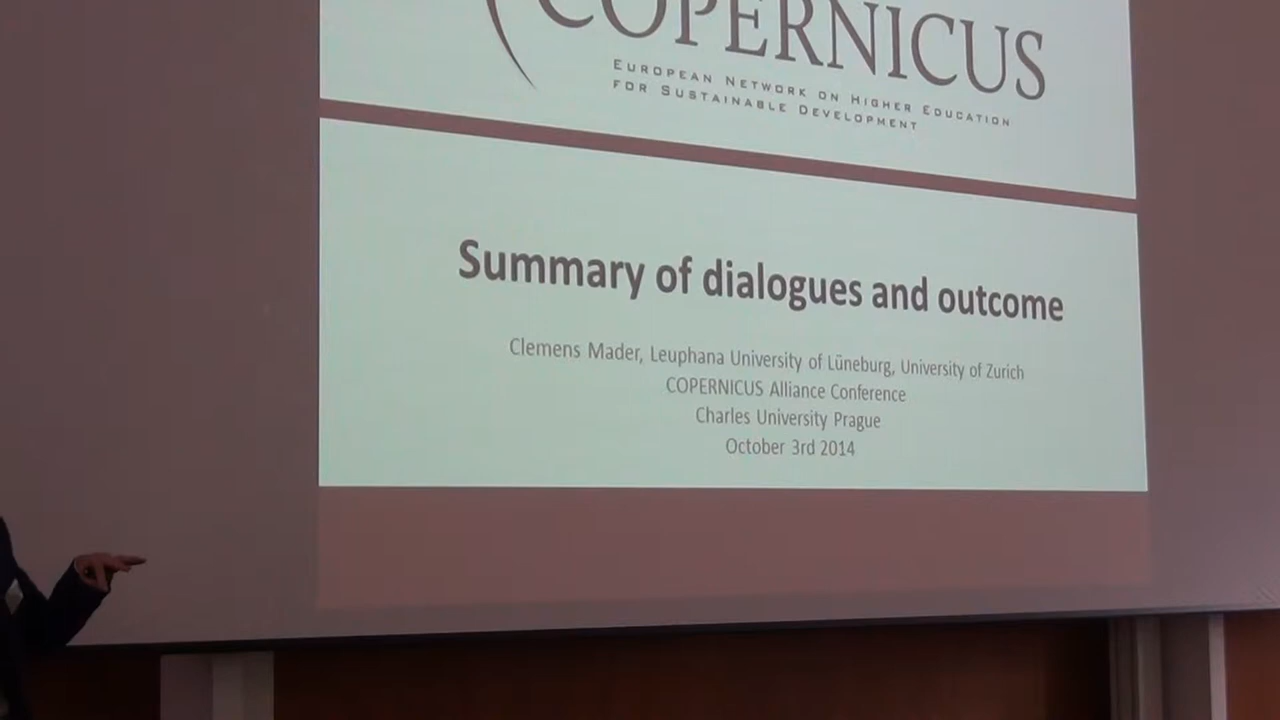 COPERNICUS
EUROPEAN NETWORK ON HIGHER EDUCATION
FOR SUSTAINABLE DEVELOPMENT
Summary of dialogues and outcome
Clemens Mader, Leuphana University of Lüneburg, University of Zurich
COPERNICUS Alliance Conference
Charles University Prague
October 3rd 2014